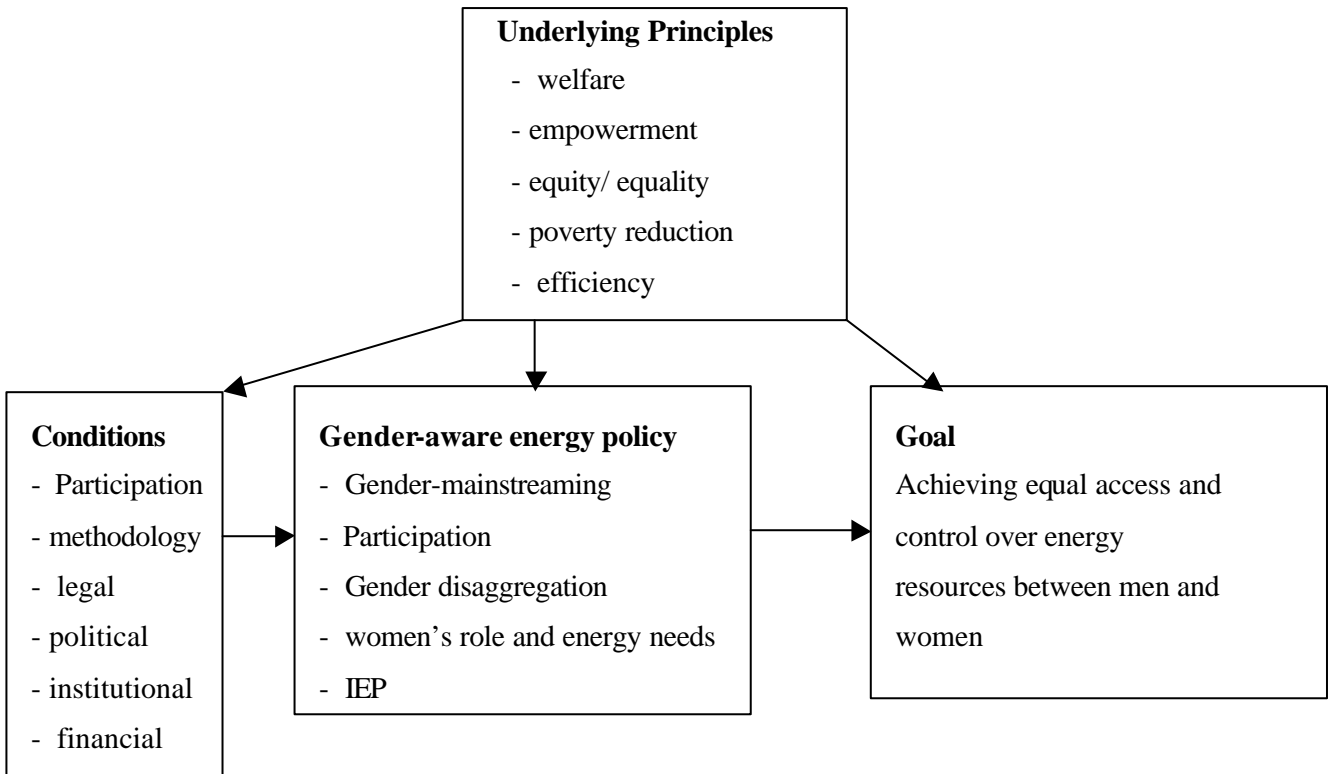 Underlying Principles
- welfare
- empowerment
- equity/ equality
- poverty reduction
- efficiency
Conditions
- Participation
- methodology
- legal
- political
- institutional
- financial
Gender-aware energy policy
- Gender-mainstreaming
- Participation
- Gender disaggregation
- women’s role and energy needs
- IEP
Goal
Achieving equal access and
control over energy
resources between men and
women